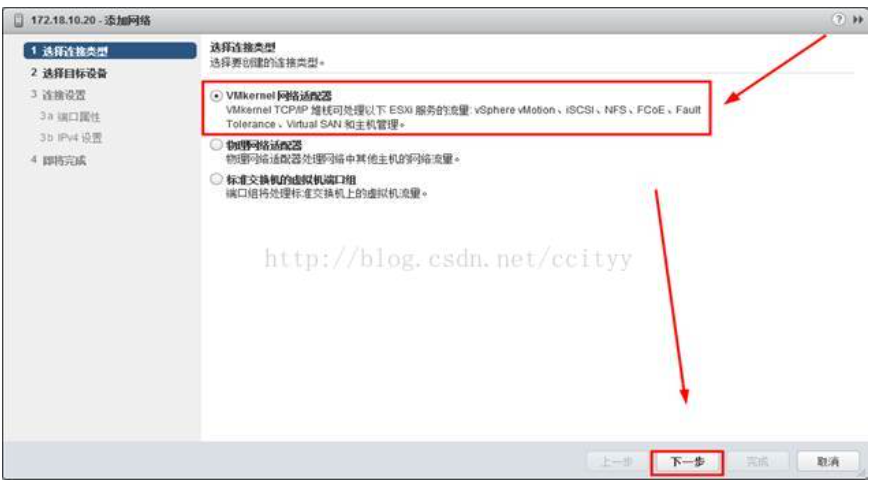 172.18.10.20 - 添加网络
1 选择连接类型
2 选择目标设备
3 连接设置
3a 端口属性
3b IPv4 设置
4 即将完成
选择连接类型
选择要创建的连接类型。
VMkernel 网络适配器
VMkernel TCP/IP 堆栈可处理以下 ESXi 服务的流量: vSphere vMotion、iSCSI、NFS、FCoE、Fault
Tolerance、Virtual SAN 和主机管理。
物理网络适配器
物理网络适配器处理网络中其他主机的网络流量。
标准交换机的虚拟机端口组
端口组将处理标准交换机上的虚拟机流量。
http://blog.csdn.net/ccityy
上一步
下一步
完成
取消